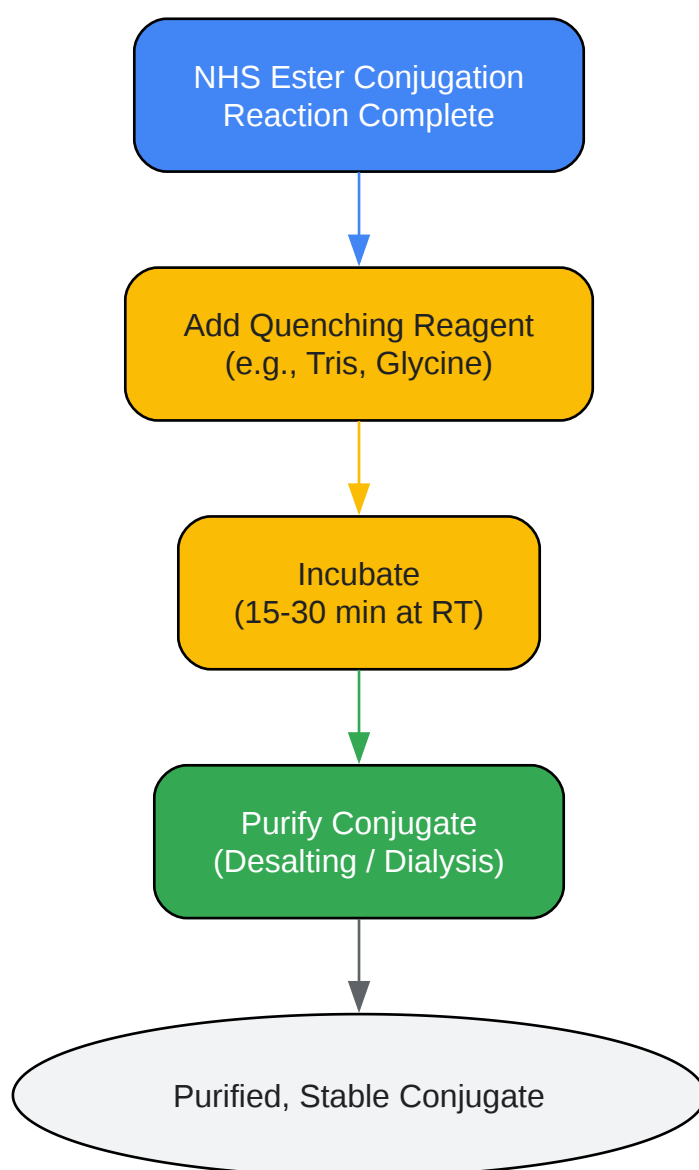 NHS Ester Conjugation
Reaction Complete
Add Quenching Reagent
(e.g., Tris, Glycine)
Incubate
(15-30 min at RT)
Purify Conjugate
(Desalting / Dialysis)
Purified, Stable Conjugate